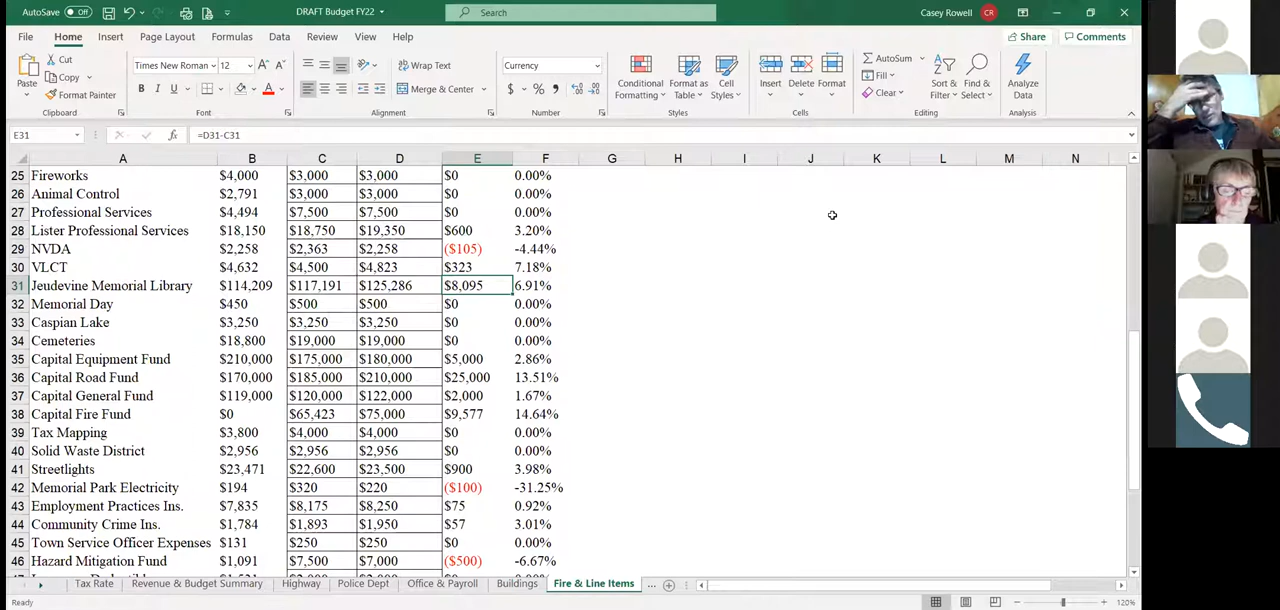 AutoSave Off DRAFT Budget FY22 Search Casey Rowell CR
File Home Insert Page Layout Formulas Data Review View Help Share Comments
Paste Cut Copy Format Painter Clipboard
Times New Roman 12 B I U A Font
Wrap Text Merge & Center Alignment
Currency $ % Number
Conditional Formatting Format as Table Cell Styles Styles
Insert Delete Format Cells
AutoSum Fill Clear Sort & Filter Find & Select Editing
Analyze Data Analysis
E31 fx =D31-C31
A B C D E F G H I J K L M N
25 Fireworks $4,000 $3,000 $3,000 $0 0.00%
26 Animal Control $2,791 $3,000 $3,000 $0 0.00%
27 Professional Services $4,494 $7,500 $7,500 $0 0.00%
28 Lister Professional Services $18,150 $18,750 $19,350 $600 3.20%
29 NVDA $2,258 $2,363 $2,258 ($105) -4.44%
30 VLCT $4,632 $4,500 $4,823 $323 7.18%
31 Jeudevine Memorial Library $114,209 $117,191 $125,286 $8,095 6.91%
32 Memorial Day $450 $500 $500 $0 0.00%
33 Caspian Lake $3,250 $3,250 $3,250 $0 0.00%
34 Cemeteries $18,800 $19,000 $19,000 $0 0.00%
35 Capital Equipment Fund $210,000 $175,000 $180,000 $5,000 2.86%
36 Capital Road Fund $170,000 $185,000 $210,000 $25,000 13.51%
37 Capital General Fund $119,000 $120,000 $122,000 $2,000 1.67%
38 Capital Fire Fund $0 $65,423 $75,000 $9,577 14.64%
39 Tax Mapping $3,800 $4,000 $4,000 $0 0.00%
40 Solid Waste District $2,956 $2,956 $2,956 $0 0.00%
41 Streetlights $23,471 $22,600 $23,500 $900 3.98%
42 Memorial Park Electricity $194 $320 $220 ($100) -31.25%
43 Employment Practices Ins. $7,835 $8,175 $8,250 $75 0.92%
44 Community Crime Ins. $1,784 $1,893 $1,950 $57 3.01%
45 Town Service Officer Expenses $131 $250 $250 $0 0.00%
46 Hazard Mitigation Fund $1,091 $7,500 $7,000 ($500) -6.67%
Tax Rate Revenue & Budget Summary Highway Police Dept Office & Payroll Buildings Fire & Line Items ...
Ready 120%